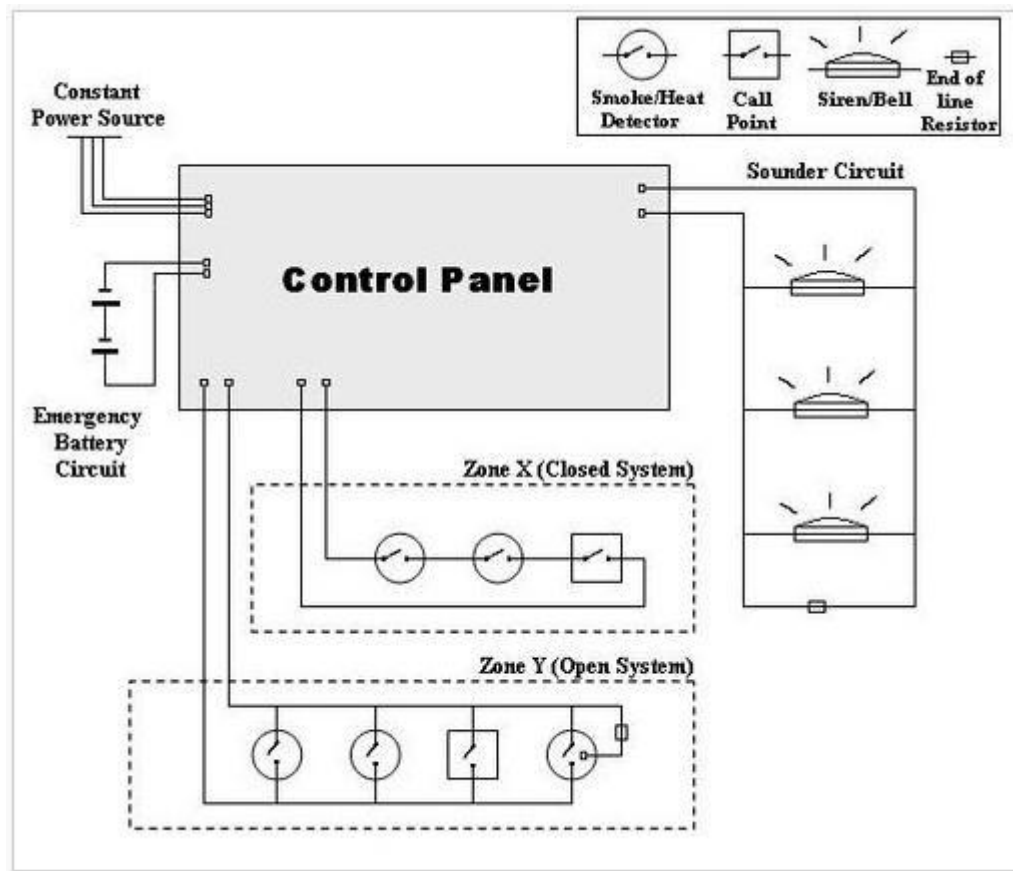 Constant
Power Source
Smoke/Heat
Detector
Call
Point
Siren/Bell
End of
line
Resistor
Sounder Circuit
Control Panel
Emergency
Battery
Circuit
Zone X (Closed System)
Zone Y (Open System)